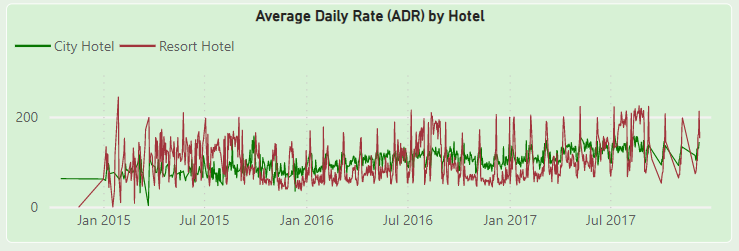 Average Daily Rate (ADR) by Hotel
City Hotel Resort Hotel
200
0
Jan 2015 Jul 2015 Jan 2016 Jul 2016 Jan 2017 Jul 2017